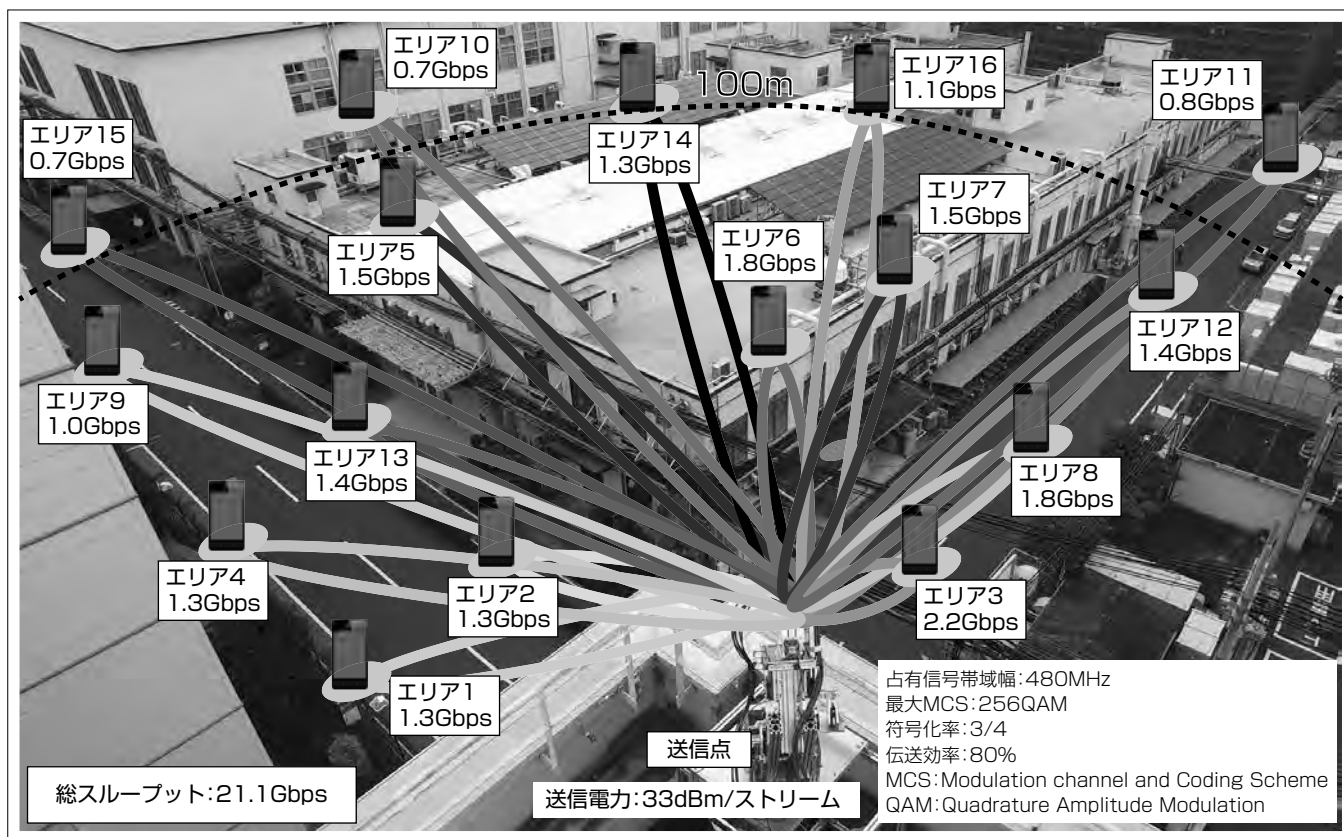 エリア10
0.7Gbps
100m
エリア16
1.1Gbps
エリア11
0.8Gbps
エリア15
0.7Gbps
エリア14
1.3Gbps
エリア7
1.5Gbps
エリア5
1.5Gbps
エリア6
1.8Gbps
エリア12
1.4Gbps
エリア9
1.0Gbps
エリア13
1.4Gbps
エリア8
1.8Gbps
エリア4
1.3Gbps
エリア2
1.3Gbps
エリア3
2.2Gbps
エリア1
1.3Gbps
占有信号帯域幅:480MHz
最大MCS:256QAM
符号化率:3/4
伝送効率:80%
MCS:Modulation channel and Coding Scheme
QAM:Quadrature Amplitude Modulation
送信点
送信電力:33dBm/ストリーム
総スループット:21.1Gbps